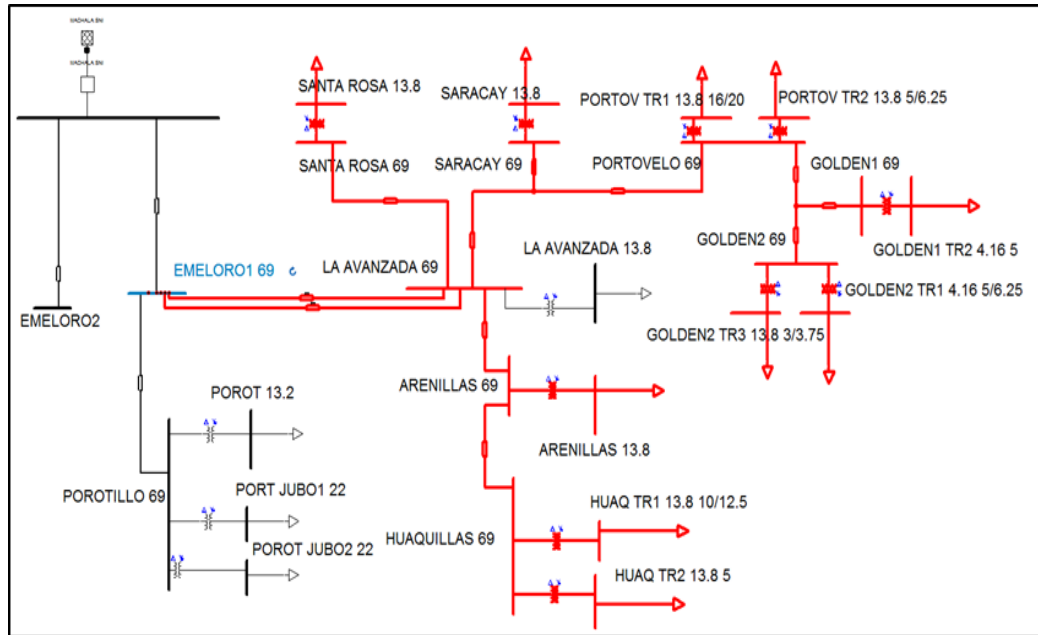 MACHALA SNI
MACHALA SNI
SANTA ROSA 13.8
SARACAY 13.8
PORTOV TR1 13.8 16/20
PORTOV TR2 13.8 5/6.25
SANTA ROSA 69
SARACAY 69
PORTOVELO 69
GOLDEN1 69
GOLDEN2 69
GOLDEN1 TR2 4.16 5
LA AVANZADA 13.8
EMELORO1 69
C
LA AVANZADA 69
GOLDEN2 TR1 4.16 5/6.25
EMELORO2
GOLDEN2 TR3 13.8 3/3.75
ARENILLAS 69
POROT 13.2
ARENILLAS 13.8
POROTILLO 69
PORT JUBO1 22
HUAQ TR1 13.8 10/12.5
HUAQUILLAS 69
POROT JUBO2 22
HUAQ TR2 13.8 5